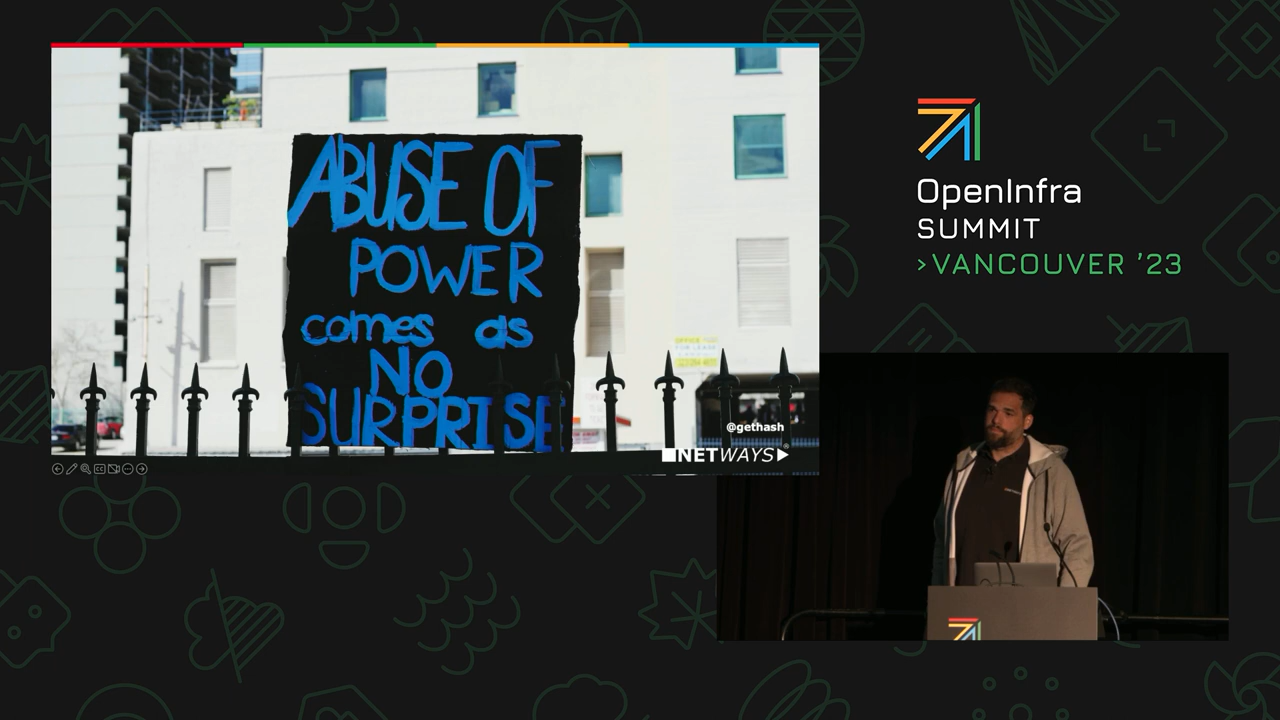 ABUSE OF
POWER
comes as
NO
SURPRISE
@gethash
NETWAYS®
OpenInfra
SUMMIT
>VANCOUVER '23